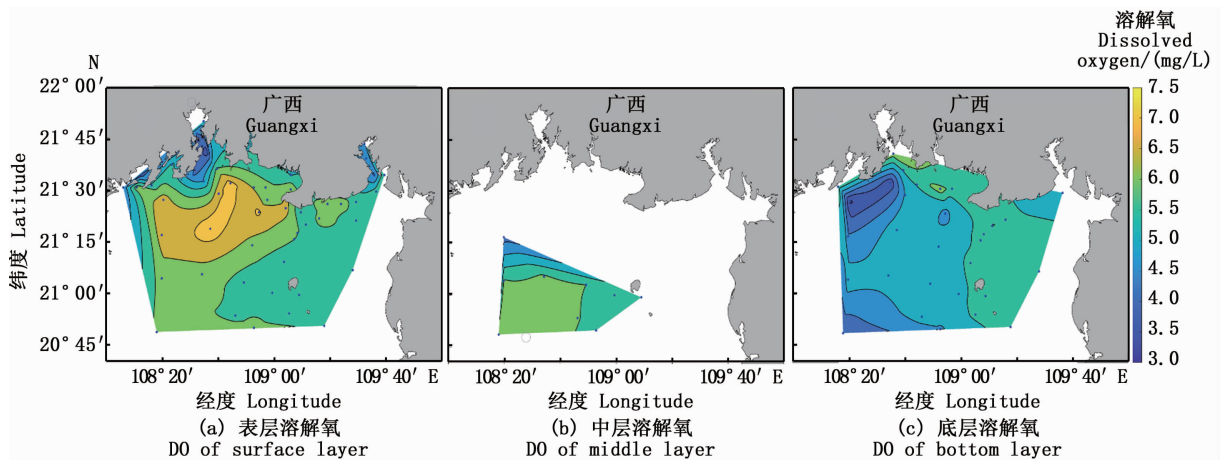 溶解氧
Dissolved
oxygen/(mg/L)
N
22°00′
21°45′
21°30′
21°15′
21°00′
20°45′
纬度 Latitude
广西
Guangxi
广西
Guangxi
广西
Guangxi
7.5
7.0
6.5
6.0
5.5
5.0
4.5
4.0
3.5
3.0
108°20′ 109°00′ 109°40′ E
108°20′ 109°00′ 109°40′ E
108°20′ 109°00′ 109°40′ E
经度 Longitude
经度 Longitude
经度 Longitude
(a) 表层溶解氧
DO of surface layer
(b) 中层溶解氧
DO of middle layer
(c) 底层溶解氧
DO of bottom layer